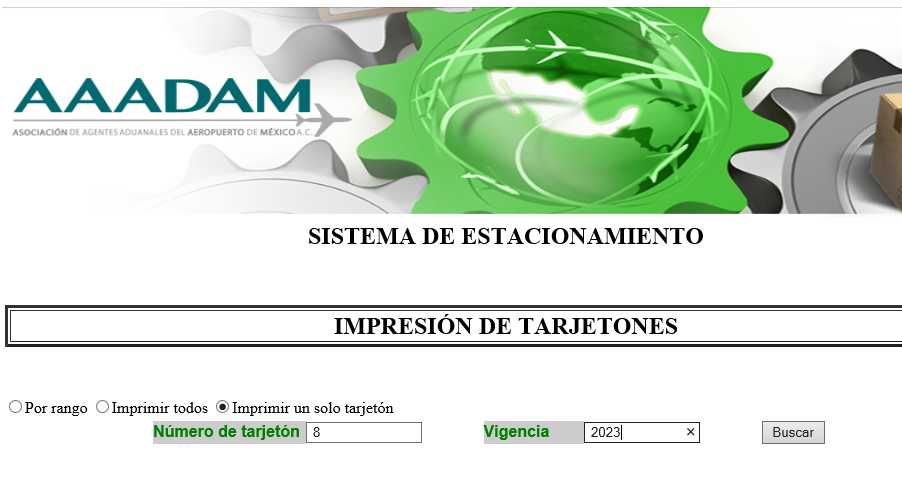 AAADAM
ASOCIACIÓN DE AGENTES ADUANALES DEL AEROPUERTO DE MÉXICO A.C.
SISTEMA DE ESTACIONAMIENTO
IMPRESIÓN DE TARJETONES
Por rango Imprimir todos Imprimir un solo tarjetón
Número de tarjetón 8 Vigencia 2023 × Buscar